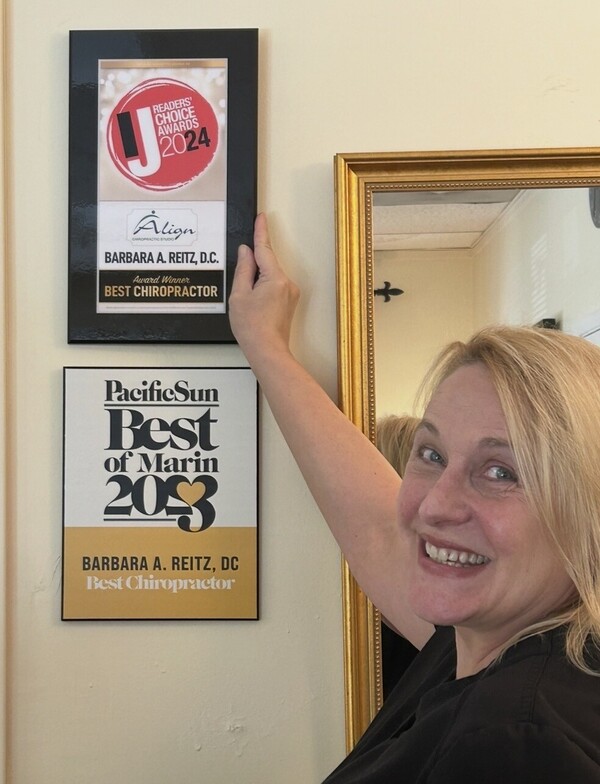 IJ
READERS'
CHOICE
AWARDS
2024
Align
CHIROPRACTIC STUDIO
BARBARA A. REITZ, D.C.
Award Winner
BEST CHIROPRACTOR
PacificSun
Best
of Marin
2023
BARBARA A. REITZ, DC
Best Chiropractor